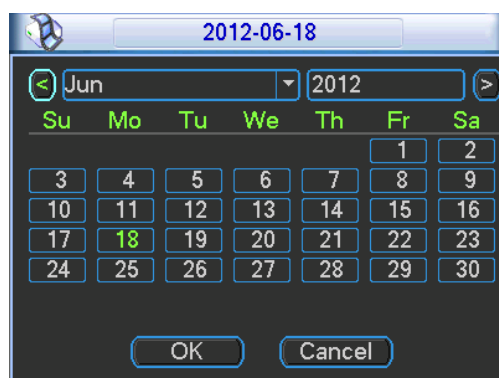 2012-06-18
< Jun 2012 >
Su Mo Tu We Th Fr Sa
1 2
3 4 5 6 7 8 9
10 11 12 13 14 15 16
17 18 19 20 21 22 23
24 25 26 27 28 29 30
OK Cancel